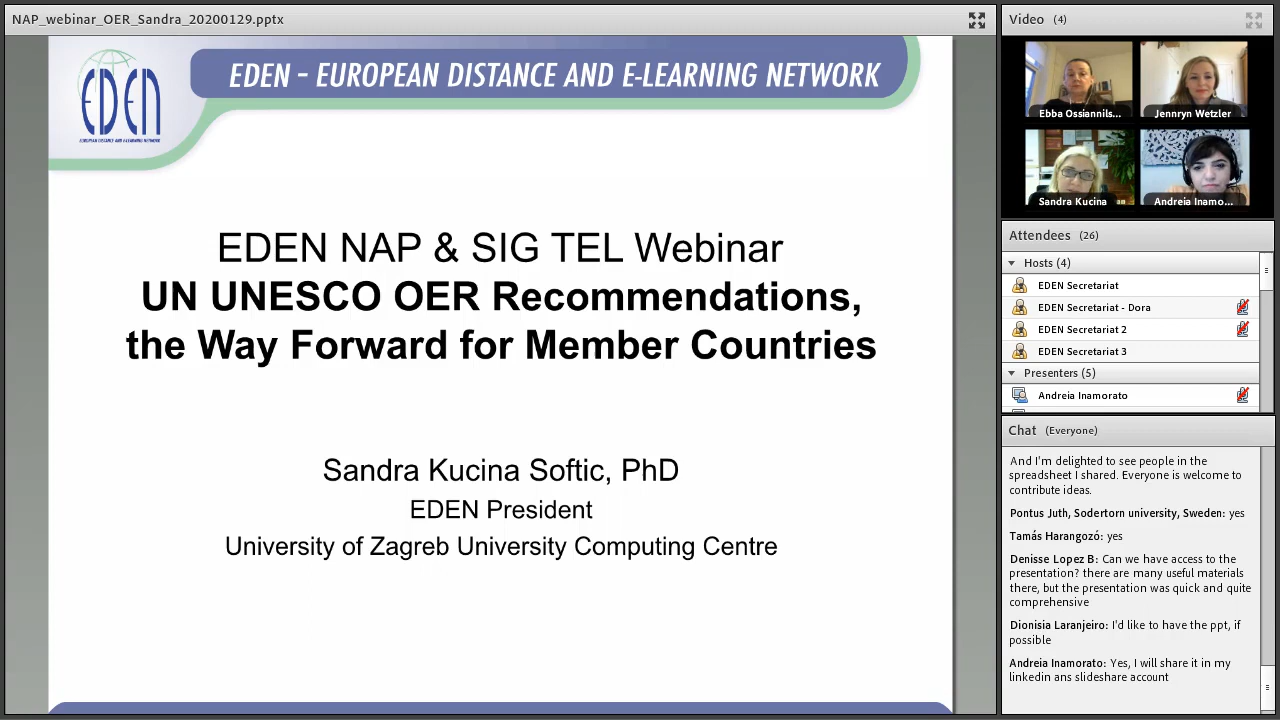 NAP_webinar_OER_Sandra_20200129.pptx
EDEN
EUROPEAN DISTANCE AND E-LEARNING NETWORK
EDEN - EUROPEAN DISTANCE AND E-LEARNING NETWORK
EDEN NAP & SIG TEL Webinar
UN UNESCO OER Recommendations,
the Way Forward for Member Countries
Sandra Kucina Softic, PhD
EDEN President
University of Zagreb University Computing Centre
Video (4)
Ebba Ossiannils...
Jennryn Wetzler
Sandra Kucina
Andreia Inamo...
Attendees (26)
Hosts (4)
EDEN Secretariat
EDEN Secretariat - Dora
EDEN Secretariat 2
EDEN Secretariat 3
Presenters (5)
Andreia Inamorato
Chat (Everyone)
And I'm delighted to see people in the
spreadsheet I shared. Everyone is welcome to
contribute ideas.
Pontus Juth, Sodertorn university, Sweden: yes
Tamás Harangozó: yes
Denisse Lopez B: Can we have access to the
presentation? there are many useful materials
there, but the presentation was quick and quite
comprehensive
Dionisia Laranjeiro: I'd like to have the ppt, if
possible
Andreia Inamorato: Yes, I will share it in my
linkedin ans slideshare account